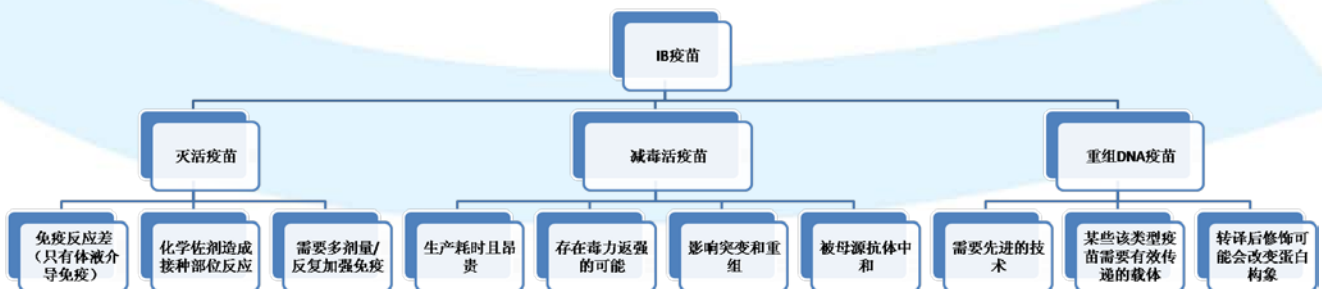 IB疫苗
灭活疫苗
减毒活疫苗
重组DNA疫苗
免疫反应差
（只有体液介
导免疫）
化学佐剂造成
接种部位反应
需要多剂量/
反复加强免疫
生产耗时且昂
贵
存在毒力返强
的可能
影响突变和重
组
被母源抗体中
和
需要先进的技
术
某些该类型疫
苗需要有效传
递的载体
转译后修饰可
能会改变蛋白
构象